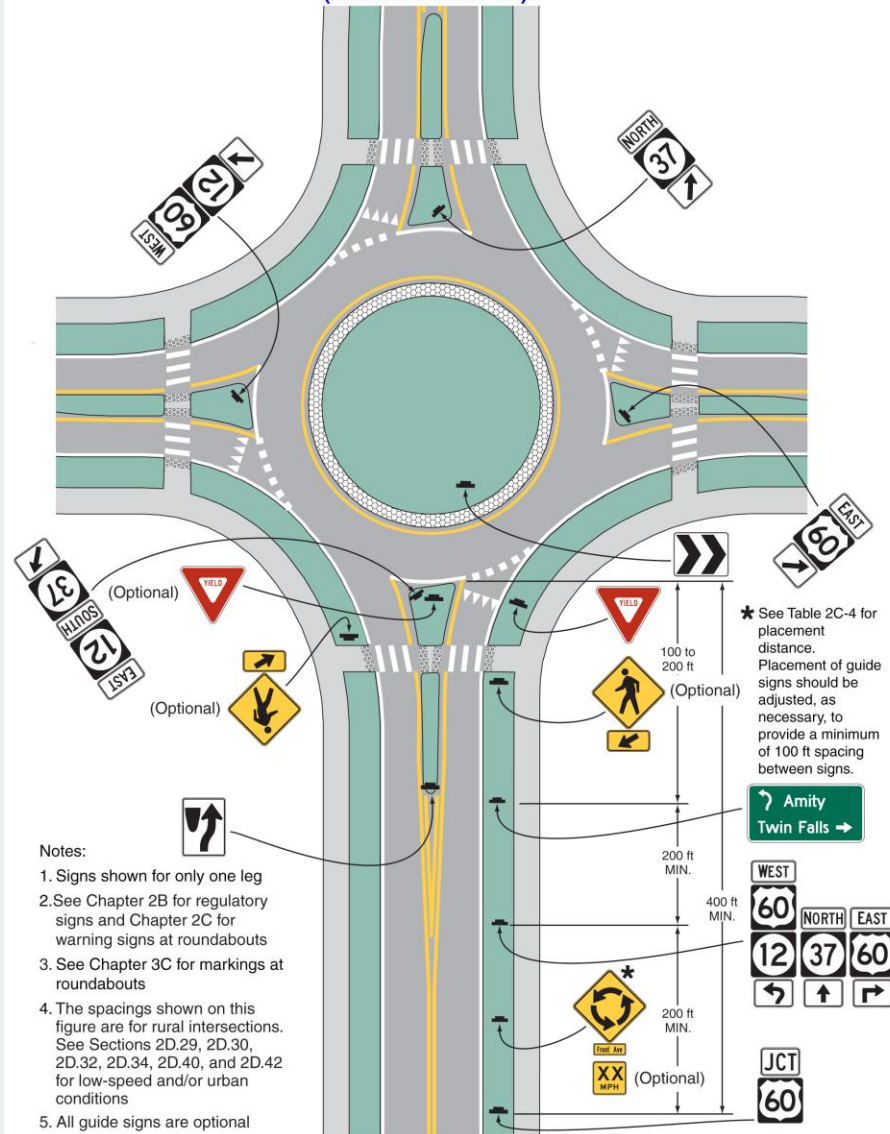 NORTH
37
12
60
WEST
37
SOUTH
12
EAST
(Optional)
YIELD
(Optional)
EAST
60
YIELD
100 to
200 ft
(Optional)
* See Table 2C-4 for
placement
distance.
Placement of guide
signs should be
adjusted, as
necessary, to
provide a minimum
of 100 ft spacing
between signs.
Amity
Twin Falls
200 ft
MIN.
400 ft
MIN.
WEST
60
NORTH EAST
12 37 60
*
Front Ave
XX
MPH
(Optional)
200 ft
MIN.
JCT
60
Notes:
1. Signs shown for only one leg
2.See Chapter 2B for regulatory
signs and Chapter 2C for
warning signs at roundabouts
3. See Chapter 3C for markings at
roundabouts
4. The spacings shown on this
figure are for rural intersections.
See Sections 2D.29, 2D.30,
2D.32, 2D.34, 2D.40, and 2D.42
for low-speed and/or urban
conditions
5. All guide signs are optional